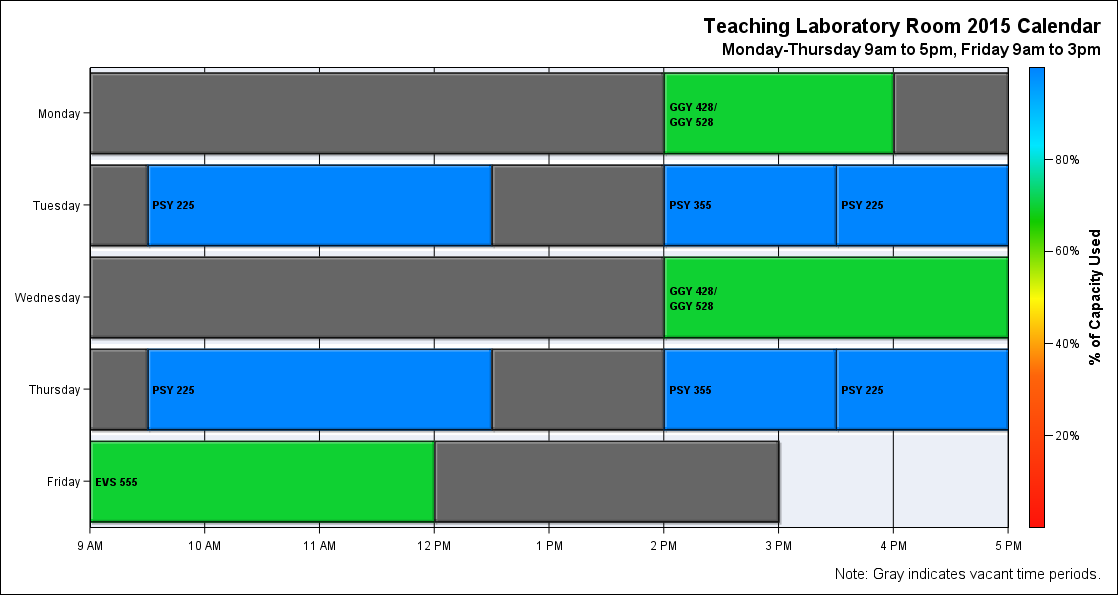 Teaching Laboratory Room 2015 Calendar
Monday-Thursday 9am to 5pm, Friday 9am to 3pm
Monday
GGY 428/
GGY 528
Tuesday
PSY 225
PSY 355
PSY 225
Wednesday
GGY 428/
GGY 528
Thursday
PSY 225
PSY 355
PSY 225
Friday
EVS 555
9 AM
10 AM
11 AM
12 PM
1 PM
2 PM
3 PM
4 PM
5 PM
80%
60%
40%
20%
% of Capacity Used
Note: Gray indicates vacant time periods.